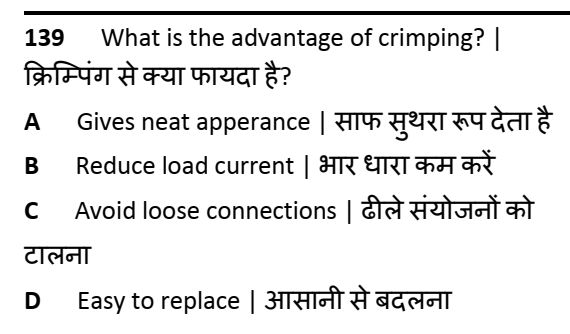 139 What is the advantage of crimping? |
क्रिम्पिंग से क्या फायदा है?
A Gives neat apperance | साफ सुथरा रूप देता है
B Reduce load current | भार धारा कम करें
C Avoid loose connections | ढीले संयोजनों को
टालना
D Easy to replace | आसानी से बदलना